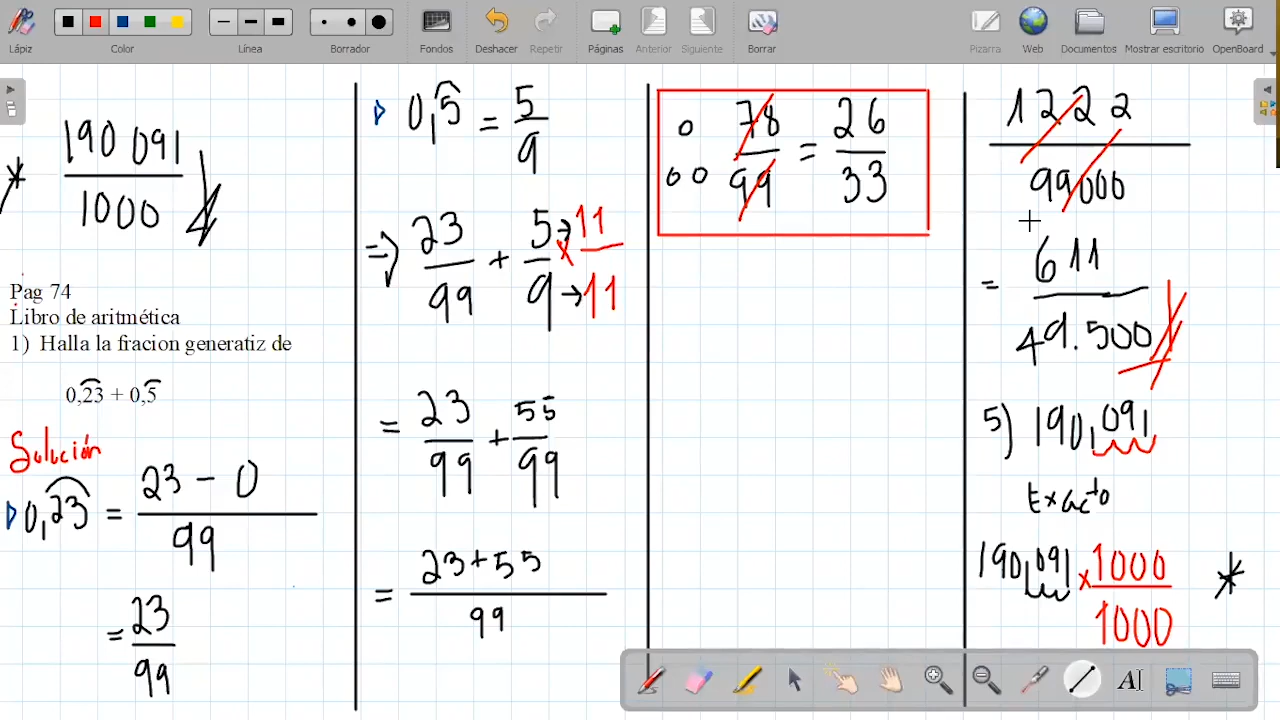 Lápiz Color Línea Borrador Fondos Deshacer Repetir Páginas Anterior Siguiente Borrar Pizarra Web Documentos Mostrar escritorio OpenBoard
* 190 091
1000
Pag 74
Libro de aritmética
1) Halla la fracion generatiz de
0,23 + 0,5
Solución
0,23 = 23 - 0
99
= 23
99
0,5 = 5
9
=> 23 + 5 x 11
99 9 11
= 23 + 55
99 99
= 23 + 55
99
78 = 26
99 33
1222
99000
= 611
49.500
5) 190,091
Exacto
190,091 x 1000 *
1000
AI